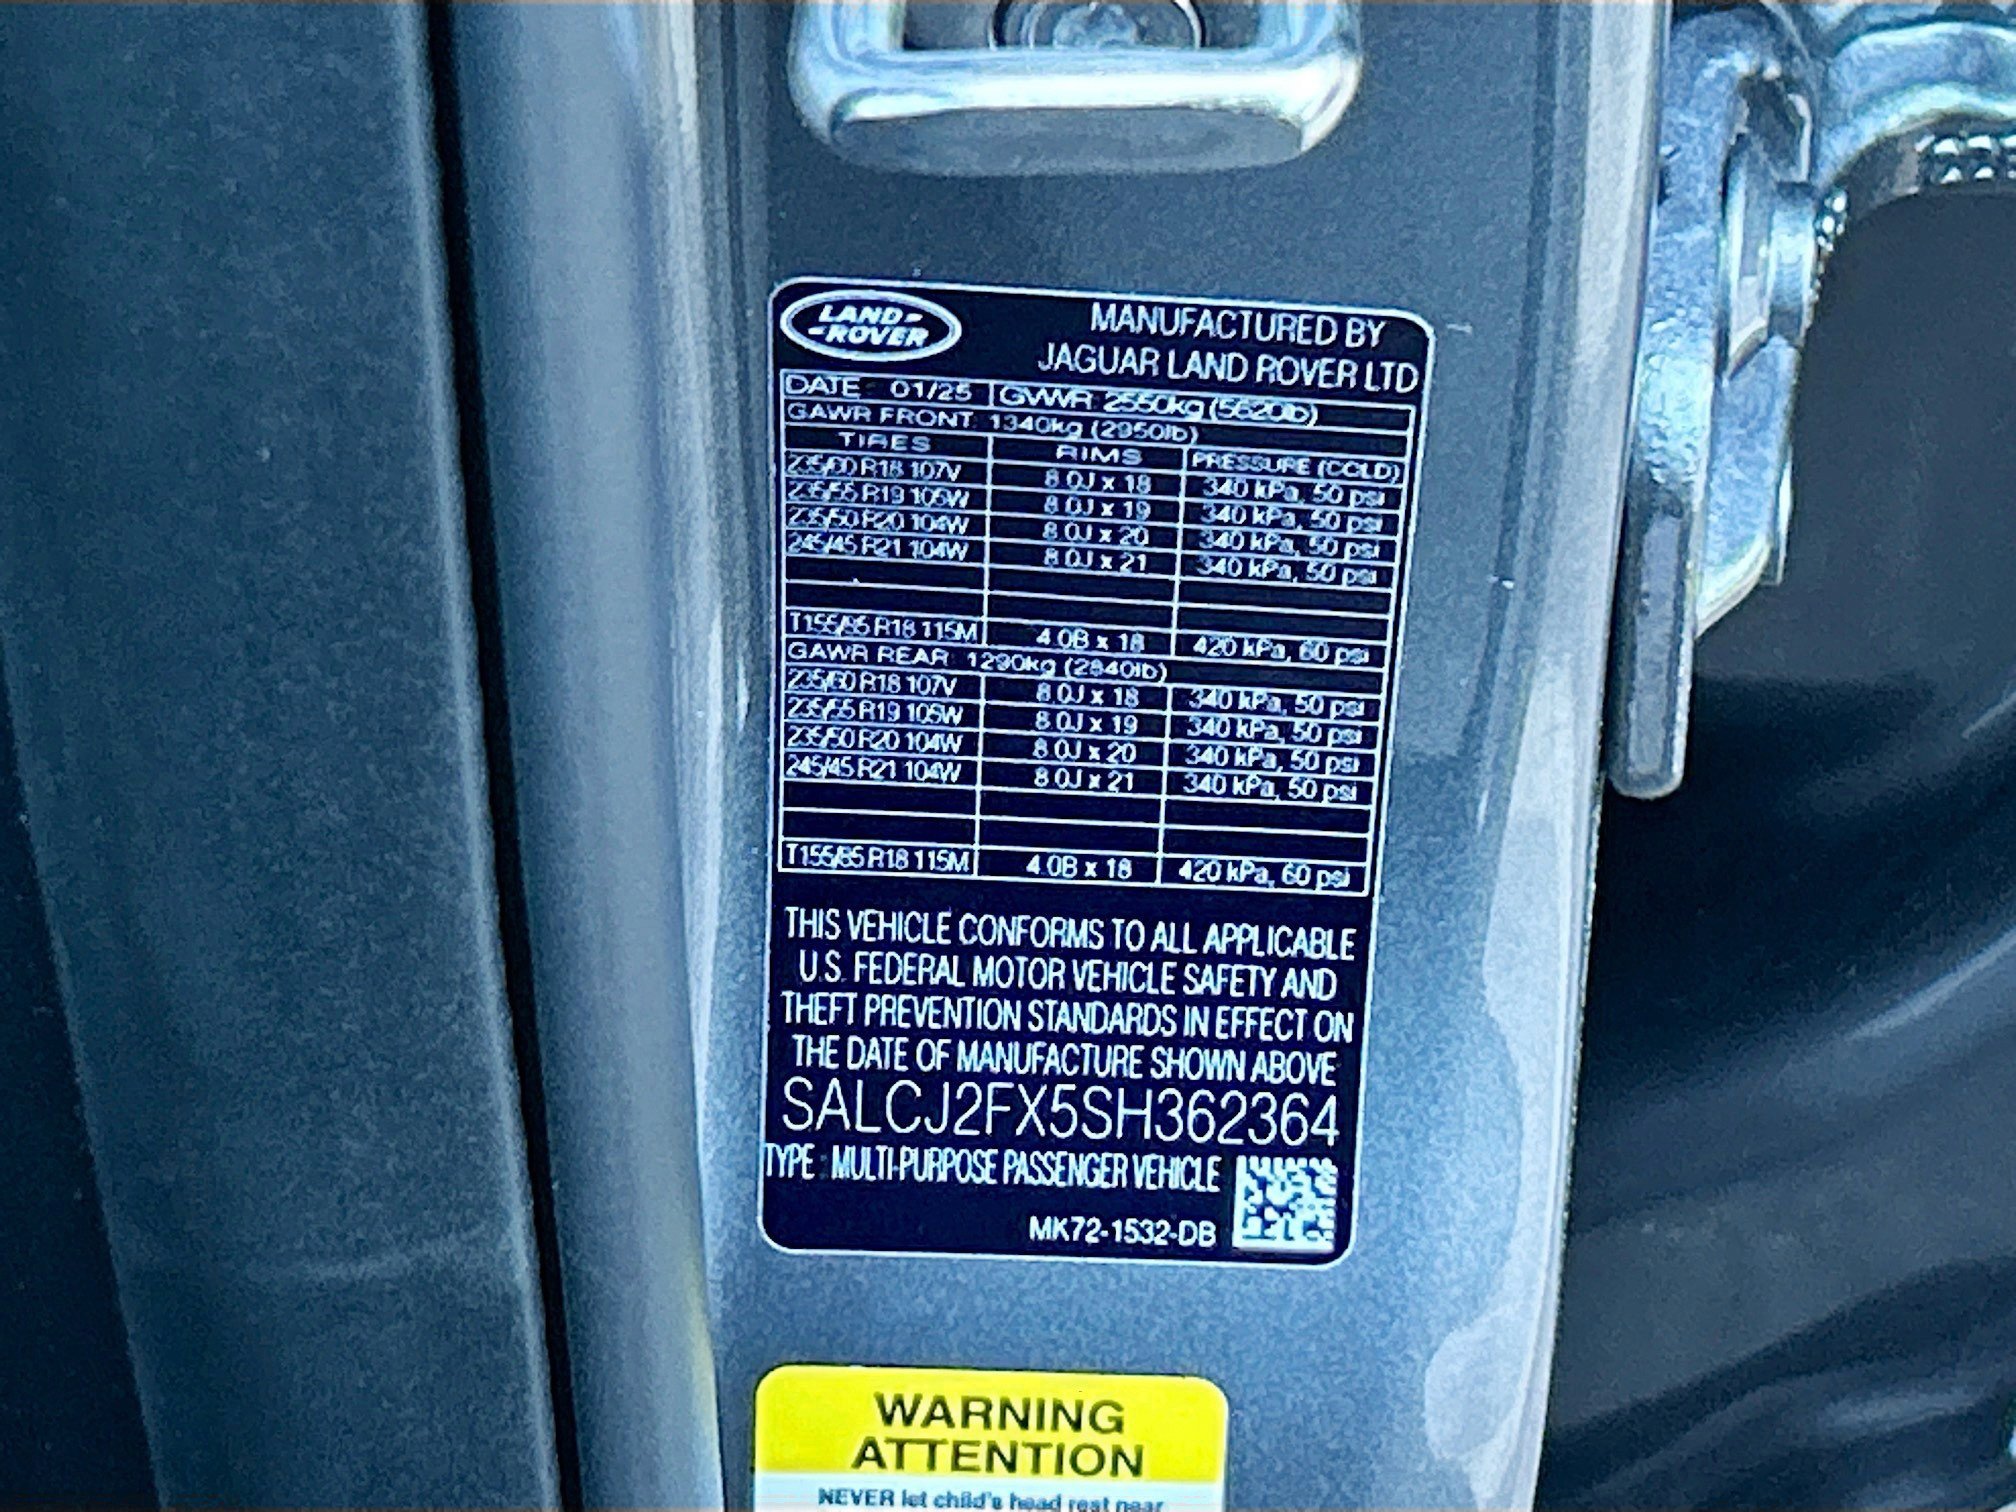 LAND
ROVER
MANUFACTURED BY
JAGUAR LAND ROVER LTD
DATE 01/25 GVWR 2550kg (5620lb)
GAWR FRONT: 1340kg (2950lb)
TIRES RIMS PRESSURE (COLD)
235/60 R18 107V 8.0J x 18 340 kPa, 50 psi
235/55 R19 105W 8.0J x 19 340 kPa, 50 psi
235/50 R20 104W 8.0J x 20 340 kPa, 50 psi
245/45 R21 104W 8.0J x 21 340 kPa, 50 psi
T155/85 R18 115M 4.0B x 18 420 kPa, 60 psi
GAWR REAR: 1290kg (2840lb)
235/60 R18 107V 8.0J x 18 340 kPa, 50 psi
235/55 R19 105W 8.0J x 19 340 kPa, 50 psi
235/50 R20 104W 8.0J x 20 340 kPa, 50 psi
245/45 R21 104W 8.0J x 21 340 kPa, 50 psi
T155/85 R18 115M 4.0B x 18 420 kPa, 60 psi
THIS VEHICLE CONFORMS TO ALL APPLICABLE
U.S. FEDERAL MOTOR VEHICLE SAFETY AND
THEFT PREVENTION STANDARDS IN EFFECT ON
THE DATE OF MANUFACTURE SHOWN ABOVE
SALCJ2FX5SH362364
TYPE : MULTI-PURPOSE PASSENGER VEHICLE
MK72-1532-DB
WARNING
ATTENTION
NEVER let child's head rest near